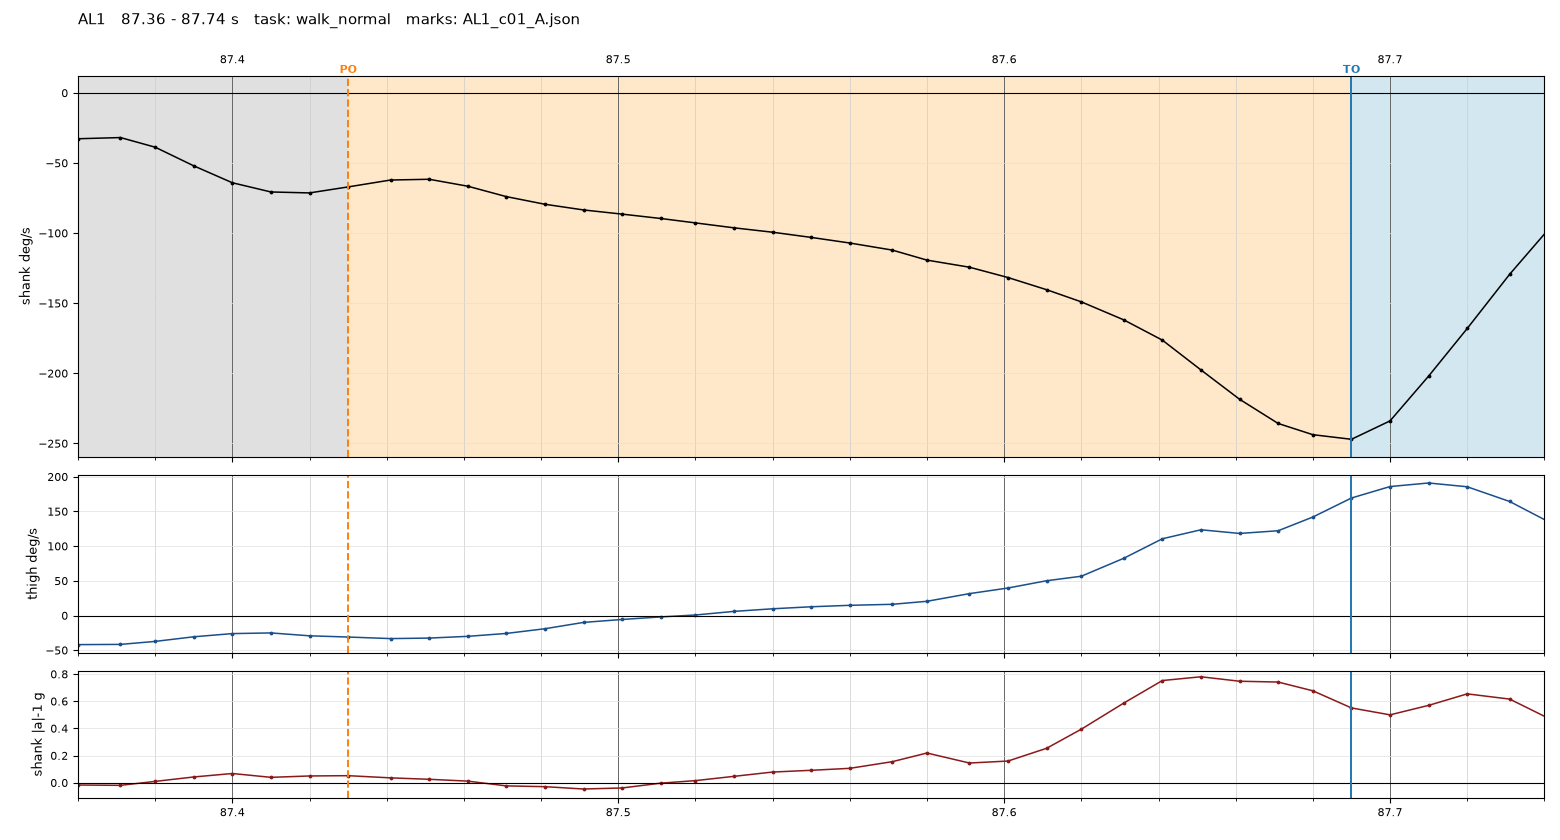 AL1   87.36 - 87.74 s   task: walk_normal   marks: AL1_c01_A.json
87.4 87.5 87.6 87.7
PO TO
0
−50
−100
−150
−200
−250
shank deg/s
200
150
100
50
0
−50
thigh deg/s
0.8
0.6
0.4
0.2
0.0
shank |a|-1 g
87.4 87.5 87.6 87.7